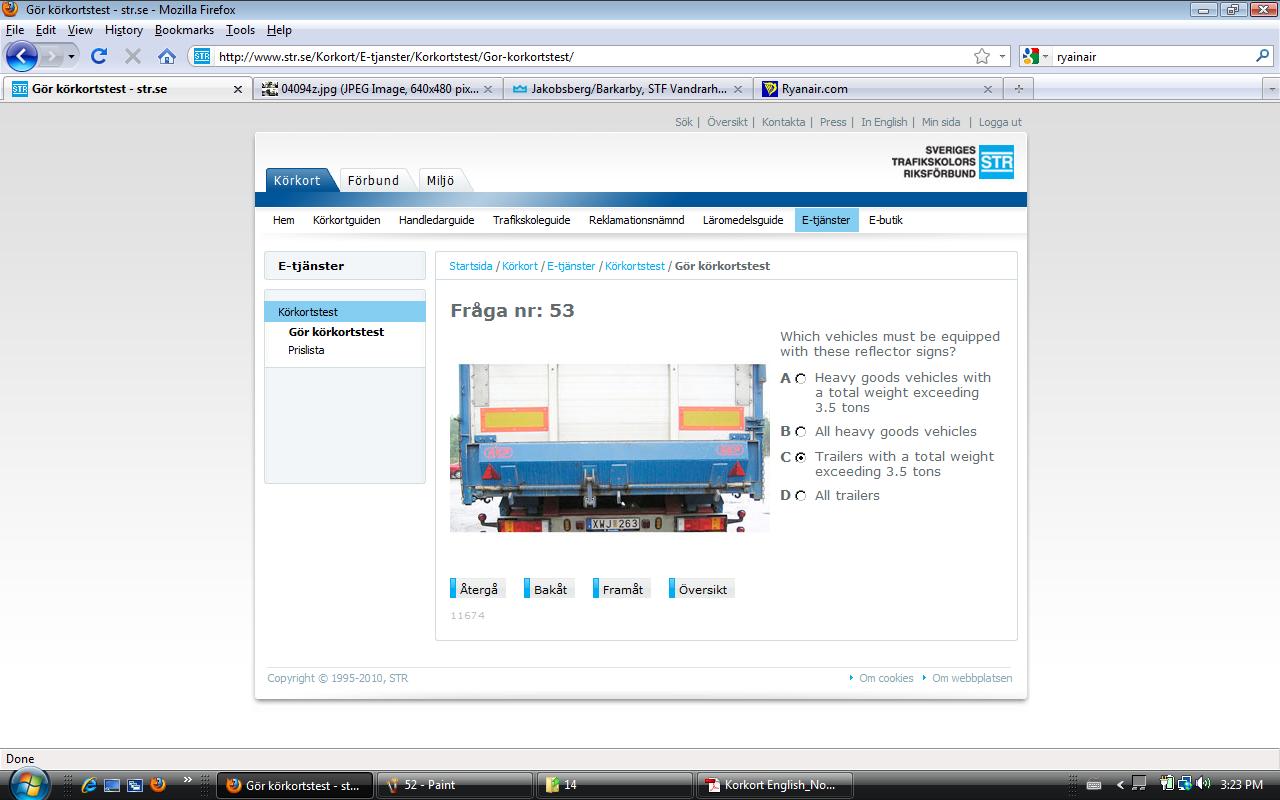 Gör körkortstest - str.se - Mozilla Firefox
File Edit View History Bookmarks Tools Help
STR http://www.str.se/Korkort/E-tjanster/Korkortstest/Gor-korkortstest/ ryainair
STR Gör körkortstest - str.se 04094z.jpg (JPEG Image, 640x480 pix... Jakobsberg/Barkarby, STF Vandrarh... Ryanair.com
Sök | Översikt | Kontakta | Press | In English | Min sida | Logga ut
SVERIGES
TRAFIKSKOLORS
RIKSFÖRBUND
STR
Körkort Förbund Miljö
Hem Körkortguiden Handledarguide Trafikskoleguide Reklamationsnämnd Läromedelsguide E-tjänster E-butik
E-tjänster
Körkortstest
Gör körkortstest
Prislista
Startsida / Körkort / E-tjänster / Körkortstest / Gör körkortstest
Fråga nr: 53
Which vehicles must be equipped
with these reflector signs?
A Heavy goods vehicles with
a total weight exceeding
3.5 tons
B All heavy goods vehicles
C Trailers with a total weight
exceeding 3.5 tons
D All trailers
XWJ 263
Återgå Bakåt Framåt Översikt
11674
Copyright © 1995-2010, STR Om cookies Om webbplatsen
Done
Gör körkortstest - st... 52 - Paint 14 Korkort English_No... 3:23 PM